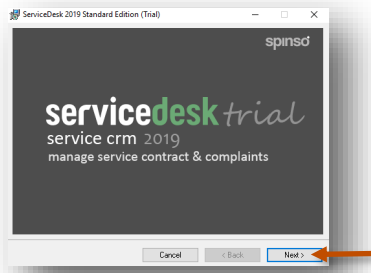 ServiceDesk 2019 Standard Edition (Trial)
spinso
servicedesk trial
service crm 2019
manage service contract & complaints
Cancel
< Back
Next >